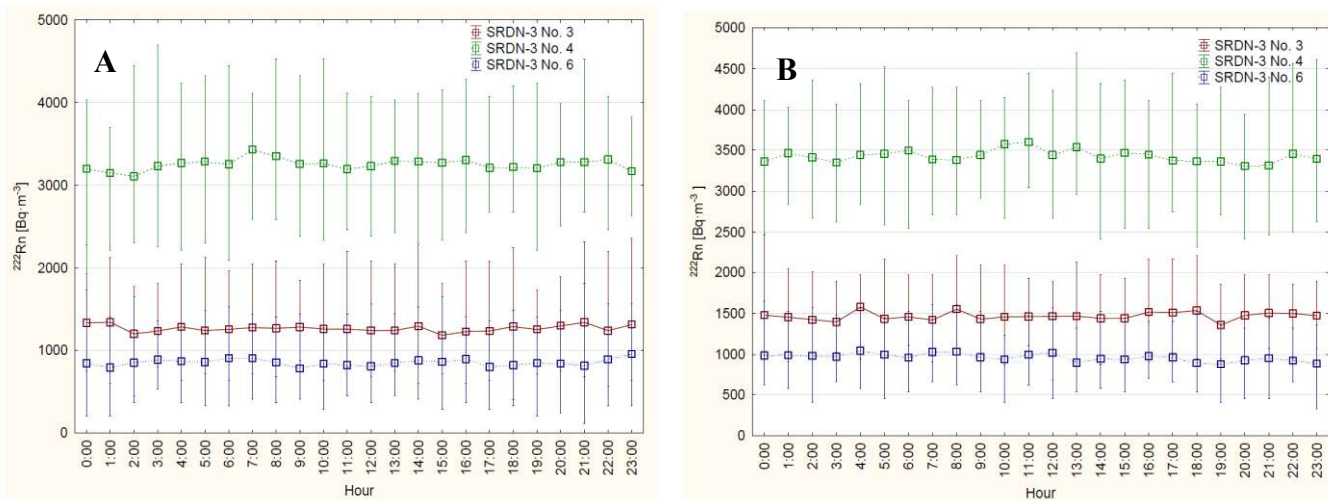 A
SRDN-3 No. 3
SRDN-3 No. 4
SRDN-3 No. 6
5000
4000
3000
2000
1000
0
²²²Rn [Bq·m⁻³]
0:00 1:00 2:00 3:00 4:00 5:00 6:00 7:00 8:00 9:00 10:00 11:00 12:00 13:00 14:00 15:00 16:00 17:00 18:00 19:00 20:00 21:00 22:00 23:00
Hour
B
SRDN-3 No. 3
SRDN-3 No. 4
SRDN-3 No. 6
5000
4500
4000
3500
3000
2500
2000
1500
1000
500
0
²²²Rn [Bq·m⁻³ ]
0:00 1:00 2:00 3:00 4:00 5:00 6:00 7:00 8:00 9:00 10:00 11:00 12:00 13:00 14:00 15:00 16:00 17:00 18:00 19:00 20:00 21:00 22:00 23:00
Hour